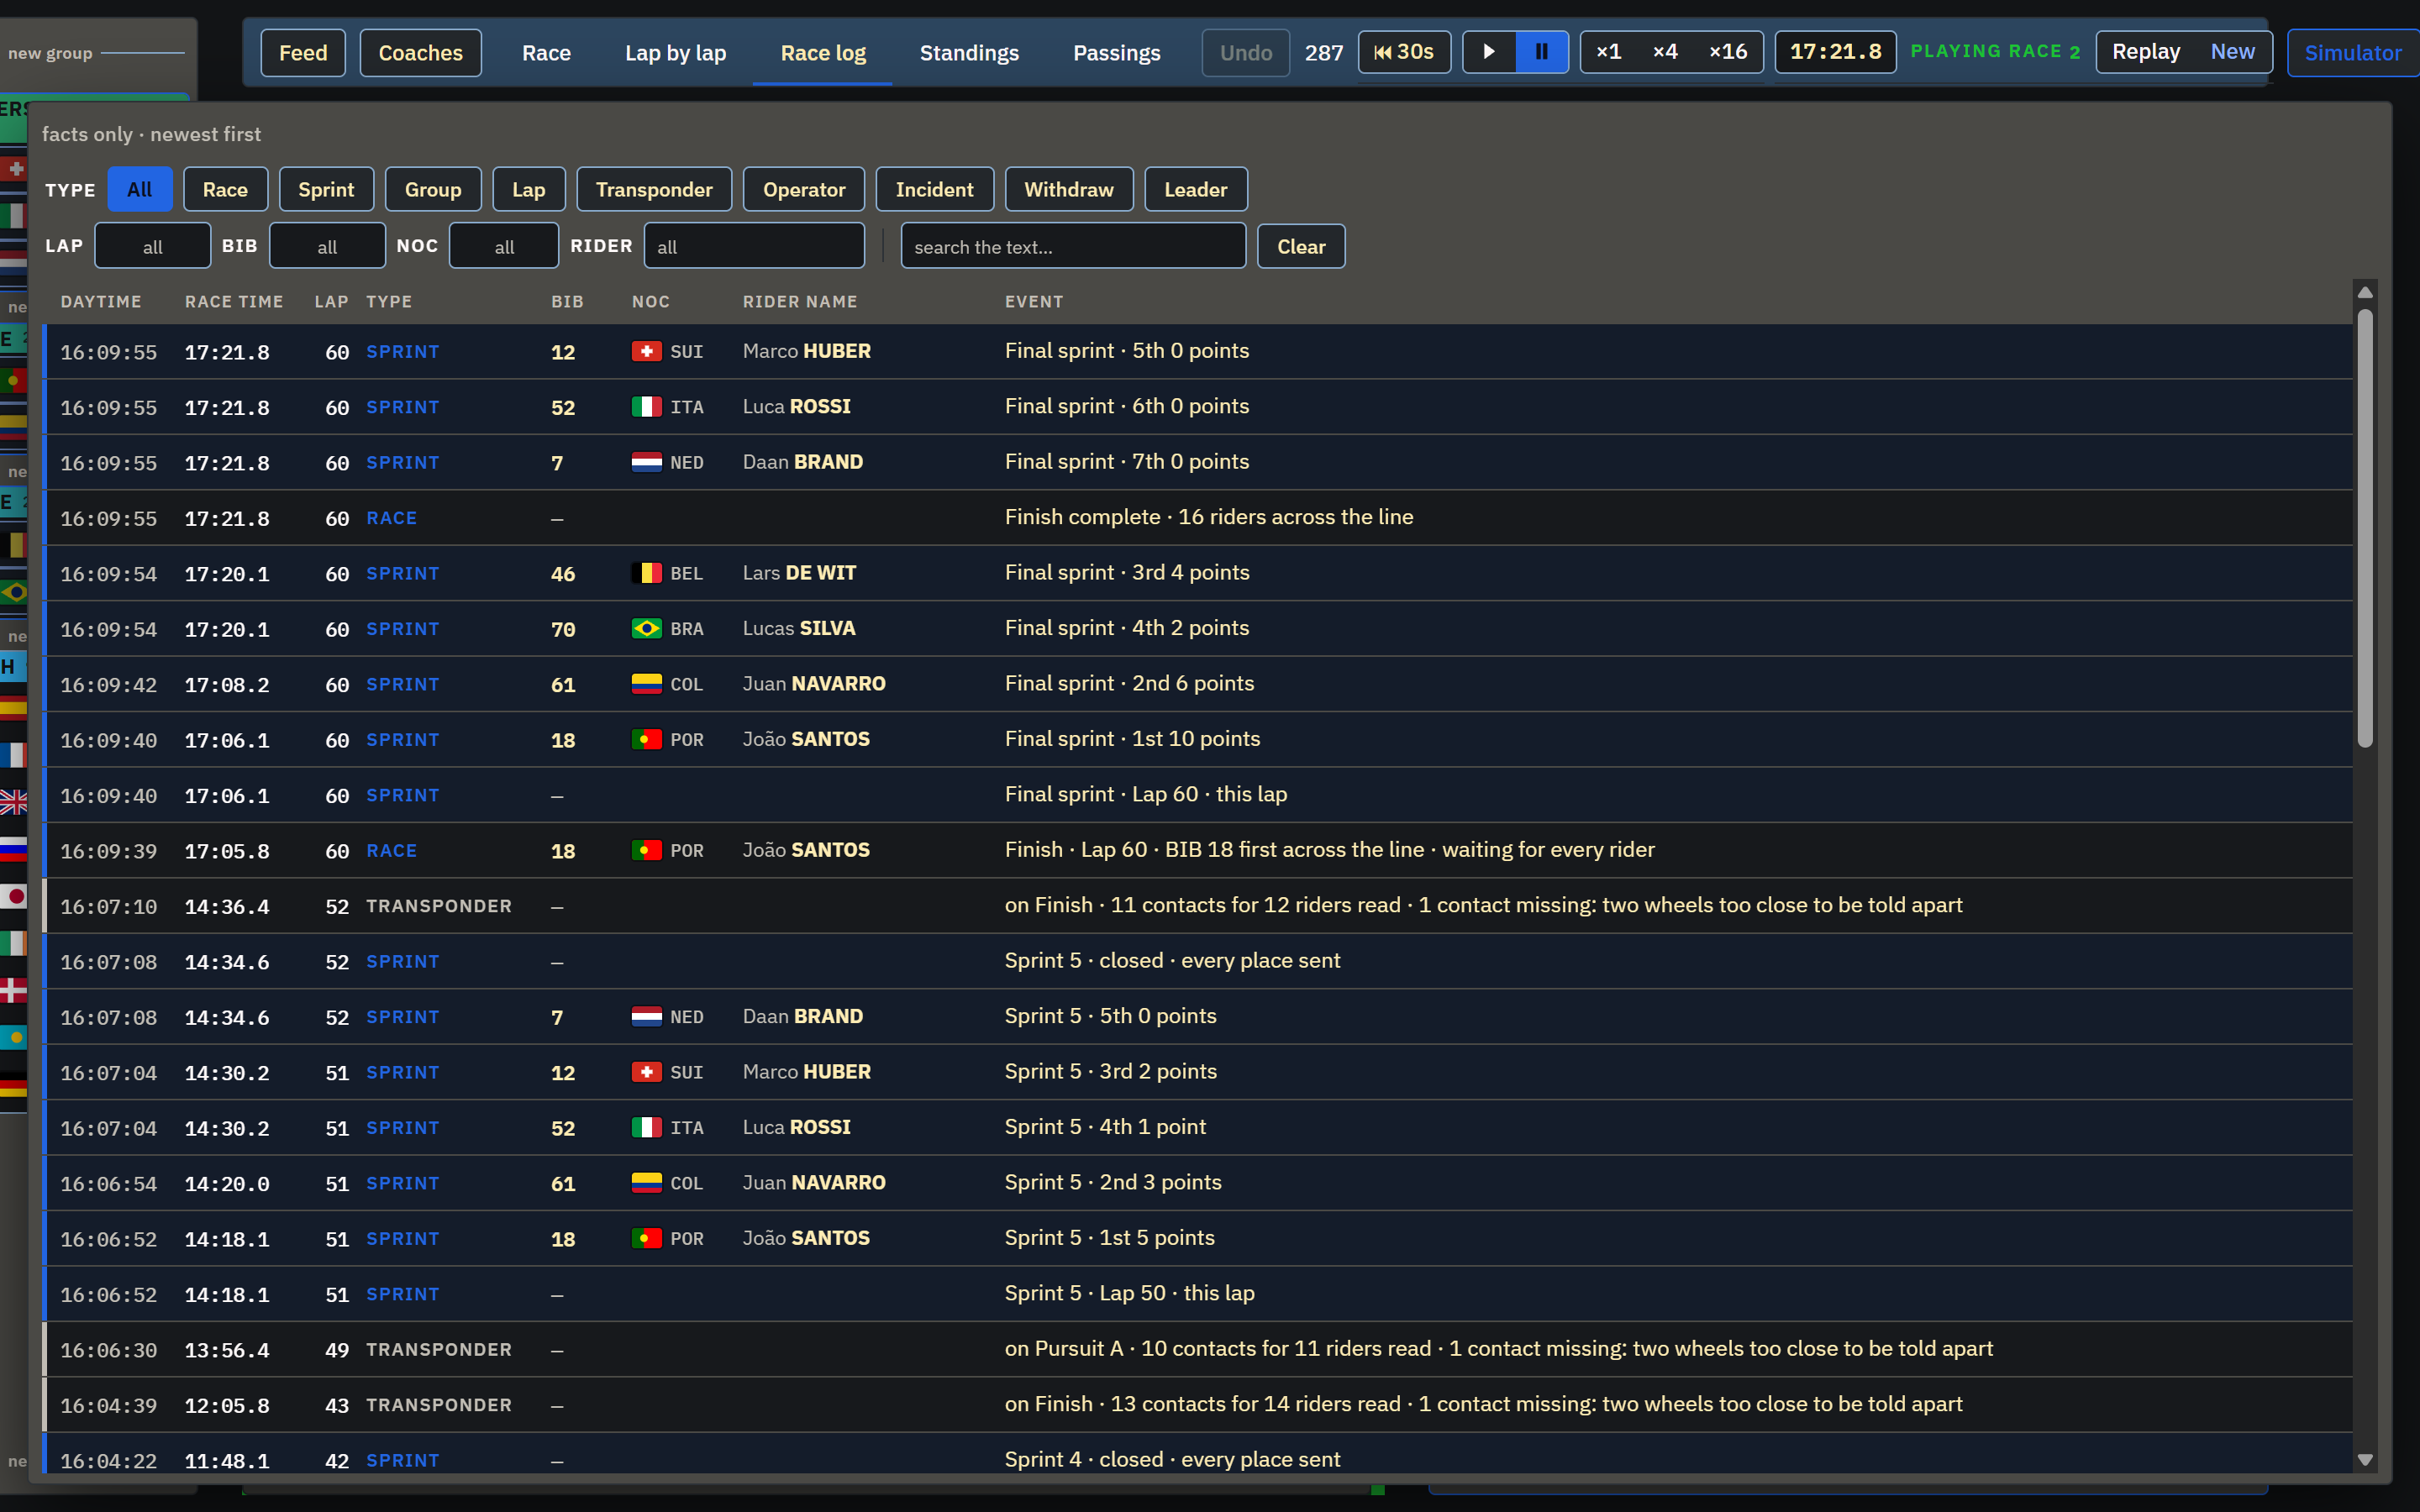 new group
Feed Coaches Race Lap by lap Race log Standings Passings Undo 287 30s ×1 ×4 ×16 17:21.8 PLAYING RACE 2 Replay New Simulator
facts only · newest first
TYPE All Race Sprint Group Lap Transponder Operator Incident Withdraw Leader
LAP all BIB all NOC all RIDER all search the text... Clear
DAYTIME RACE TIME LAP TYPE BIB NOC RIDER NAME EVENT
16:09:55 17:21.8 60 SPRINT 12 SUI Marco HUBER Final sprint · 5th 0 points
16:09:55 17:21.8 60 SPRINT 52 ITA Luca ROSSI Final sprint · 6th 0 points
16:09:55 17:21.8 60 SPRINT 7 NED Daan BRAND Final sprint · 7th 0 points
16:09:55 17:21.8 60 RACE – Finish complete · 16 riders across the line
16:09:54 17:20.1 60 SPRINT 46 BEL Lars DE WIT Final sprint · 3rd 4 points
16:09:54 17:20.1 60 SPRINT 70 BRA Lucas SILVA Final sprint · 4th 2 points
16:09:42 17:08.2 60 SPRINT 61 COL Juan NAVARRO Final sprint · 2nd 6 points
16:09:40 17:06.1 60 SPRINT 18 POR João SANTOS Final sprint · 1st 10 points
16:09:40 17:06.1 60 SPRINT – Final sprint · Lap 60 · this lap
16:09:39 17:05.8 60 RACE 18 POR João SANTOS Finish · Lap 60 · BIB 18 first across the line · waiting for every rider
16:07:10 14:36.4 52 TRANSPONDER – on Finish · 11 contacts for 12 riders read · 1 contact missing: two wheels too close to be told apart
16:07:08 14:34.6 52 SPRINT – Sprint 5 · closed · every place sent
16:07:08 14:34.6 52 SPRINT 7 NED Daan BRAND Sprint 5 · 5th 0 points
16:07:04 14:30.2 51 SPRINT 12 SUI Marco HUBER Sprint 5 · 3rd 2 points
16:07:04 14:30.2 51 SPRINT 52 ITA Luca ROSSI Sprint 5 · 4th 1 point
16:06:54 14:20.0 51 SPRINT 61 COL Juan NAVARRO Sprint 5 · 2nd 3 points
16:06:52 14:18.1 51 SPRINT 18 POR João SANTOS Sprint 5 · 1st 5 points
16:06:52 14:18.1 51 SPRINT – Sprint 5 · Lap 50 · this lap
16:06:30 13:56.4 49 TRANSPONDER – on Pursuit A · 10 contacts for 11 riders read · 1 contact missing: two wheels too close to be told apart
16:04:39 12:05.8 43 TRANSPONDER – on Finish · 13 contacts for 14 riders read · 1 contact missing: two wheels too close to be told apart
16:04:22 11:48.1 42 SPRINT – Sprint 4 · closed · every place sent